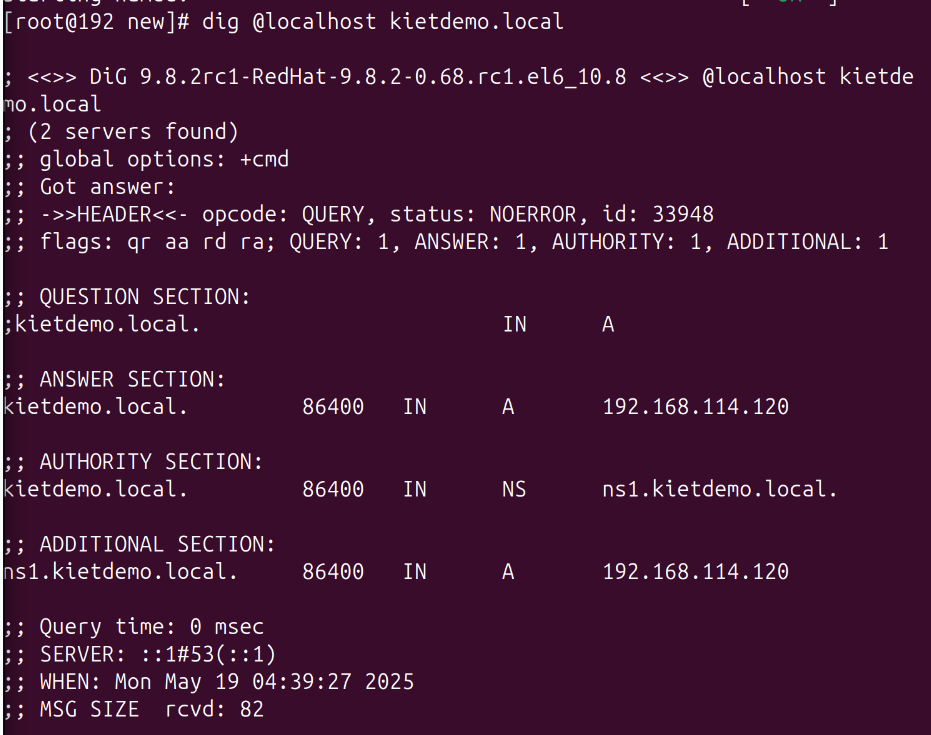 [root@192 new]# dig @localhost kietdemo.local

; <<>> DiG 9.8.2rc1-RedHat-9.8.2-0.68.rc1.el6_10.8 <<>> @localhost kietde
mo.local
; (2 servers found)
;; global options: +cmd
;; Got answer:
;; ->>HEADER<<- opcode: QUERY, status: NOERROR, id: 33948
;; flags: qr aa rd ra; QUERY: 1, ANSWER: 1, AUTHORITY: 1, ADDITIONAL: 1

;; QUESTION SECTION:
;kietdemo.local. IN A

;; ANSWER SECTION:
kietdemo.local. 86400 IN A 192.168.114.120

;; AUTHORITY SECTION:
kietdemo.local. 86400 IN NS ns1.kietdemo.local.

;; ADDITIONAL SECTION:
ns1.kietdemo.local. 86400 IN A 192.168.114.120

;; Query time: 0 msec
;; SERVER: ::1#53(::1)
;; WHEN: Mon May 19 04:39:27 2025
;; MSG SIZE  rcvd: 82